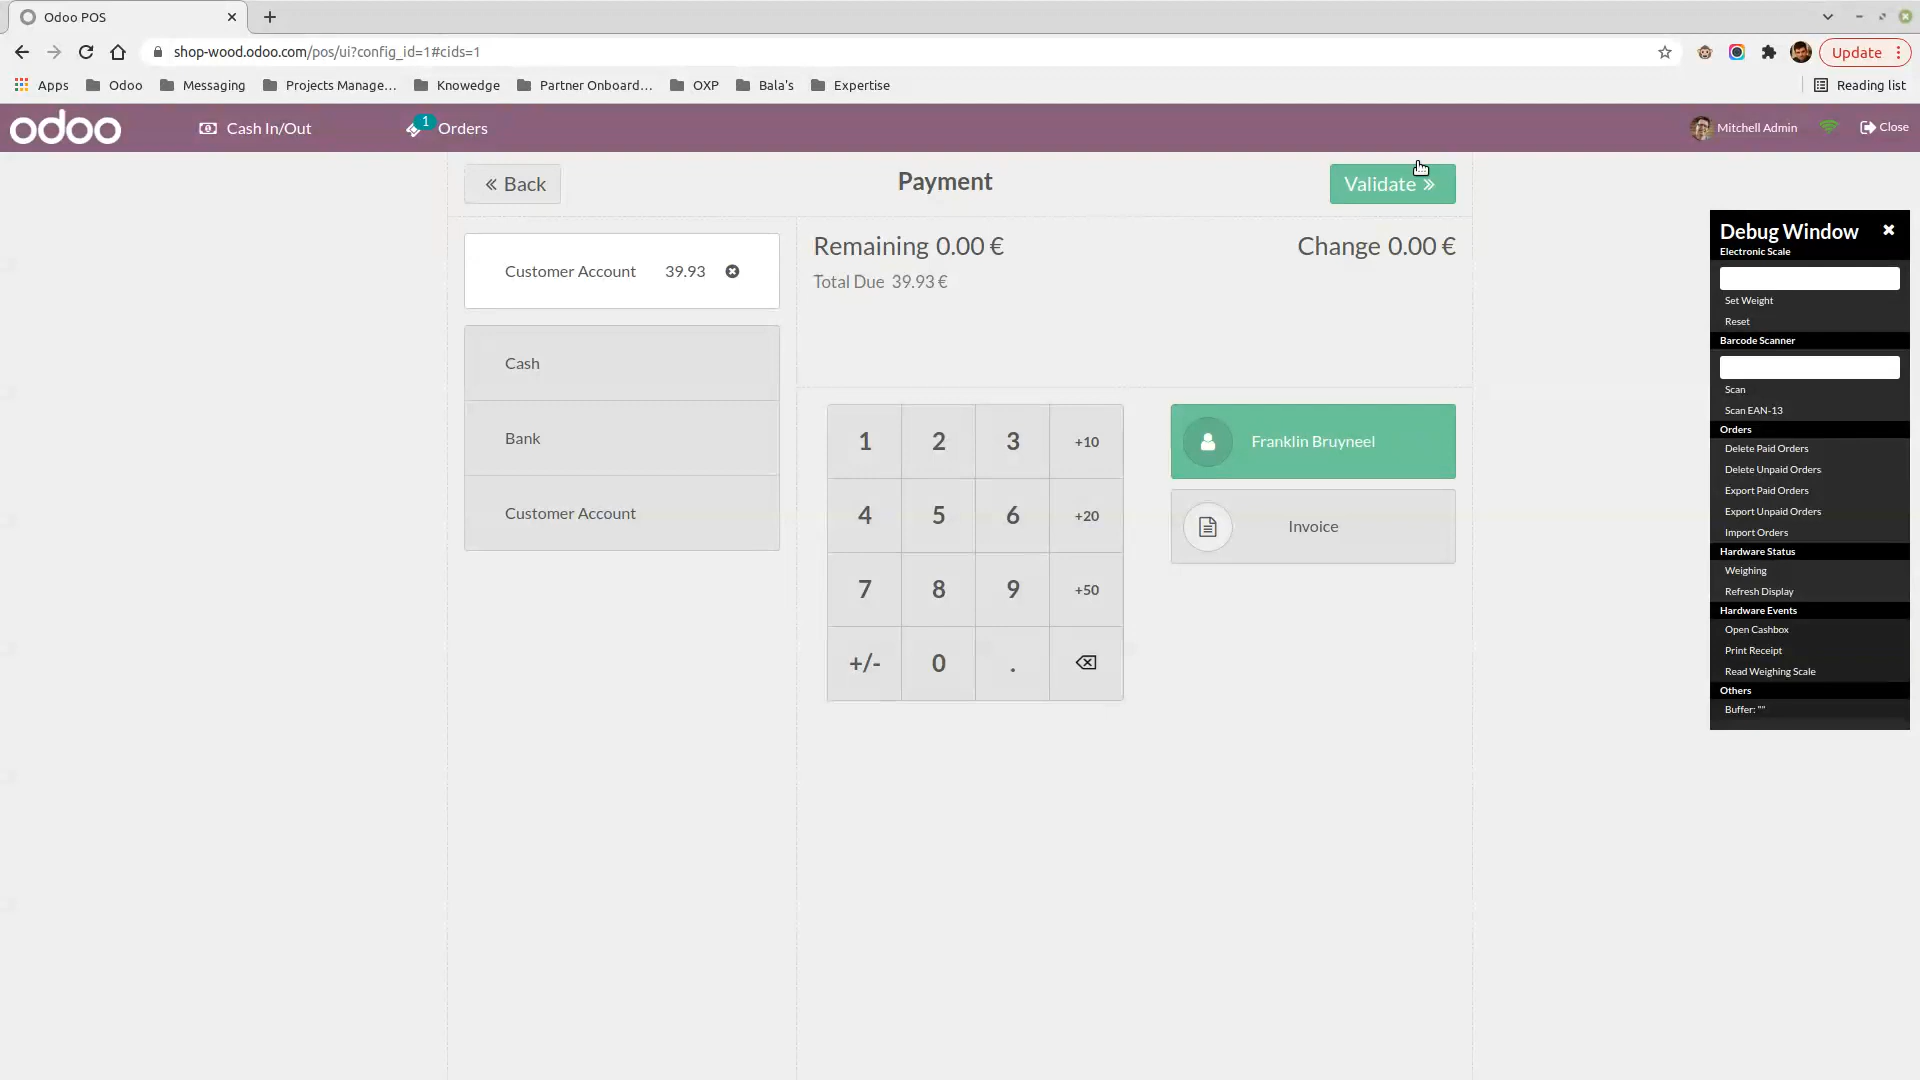 Odoo POS
shop-wood.odoo.com/pos/ui?config_id=1#cids=1
Update
Apps
Odoo
Messaging
Projects Manage...
Knowedge
Partner Onboard...
OXP
Bala's
Expertise
Reading list
odoo
Cash In/Out
1
Orders
Mitchell Admin
Close
Back
Payment
Validate
Customer Account 39.93
Cash
Bank
Customer Account
Remaining 0.00 €
Change 0.00 €
Total Due 39.93 €
1 2 3 +10
4 5 6 +20
7 8 9 +50
+/- 0 .
Franklin Bruyneel
Invoice
Debug Window
Electronic Scale
Set Weight
Reset
Barcode Scanner
Scan
Scan EAN-13
Orders
Delete Paid Orders
Delete Unpaid Orders
Export Paid Orders
Export Unpaid Orders
Import Orders
Hardware Status
Weighing
Refresh Display
Hardware Events
Open Cashbox
Print Receipt
Read Weighing Scale
Others
Buffer: ""